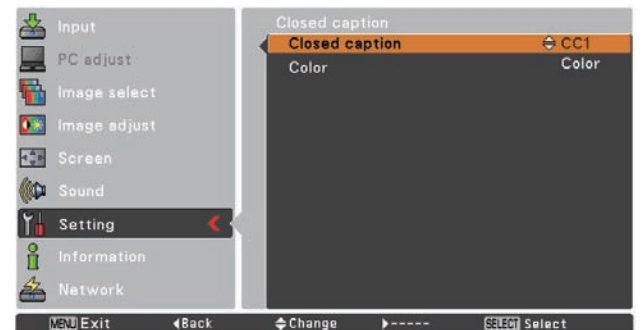 Input
PC adjust
Image select
Image adjust
Screen
Sound
Setting
Information
Network
Closed caption
Closed caption CC1
Color Color
MENU Exit ◀Back Change ▶----- SELECT Select